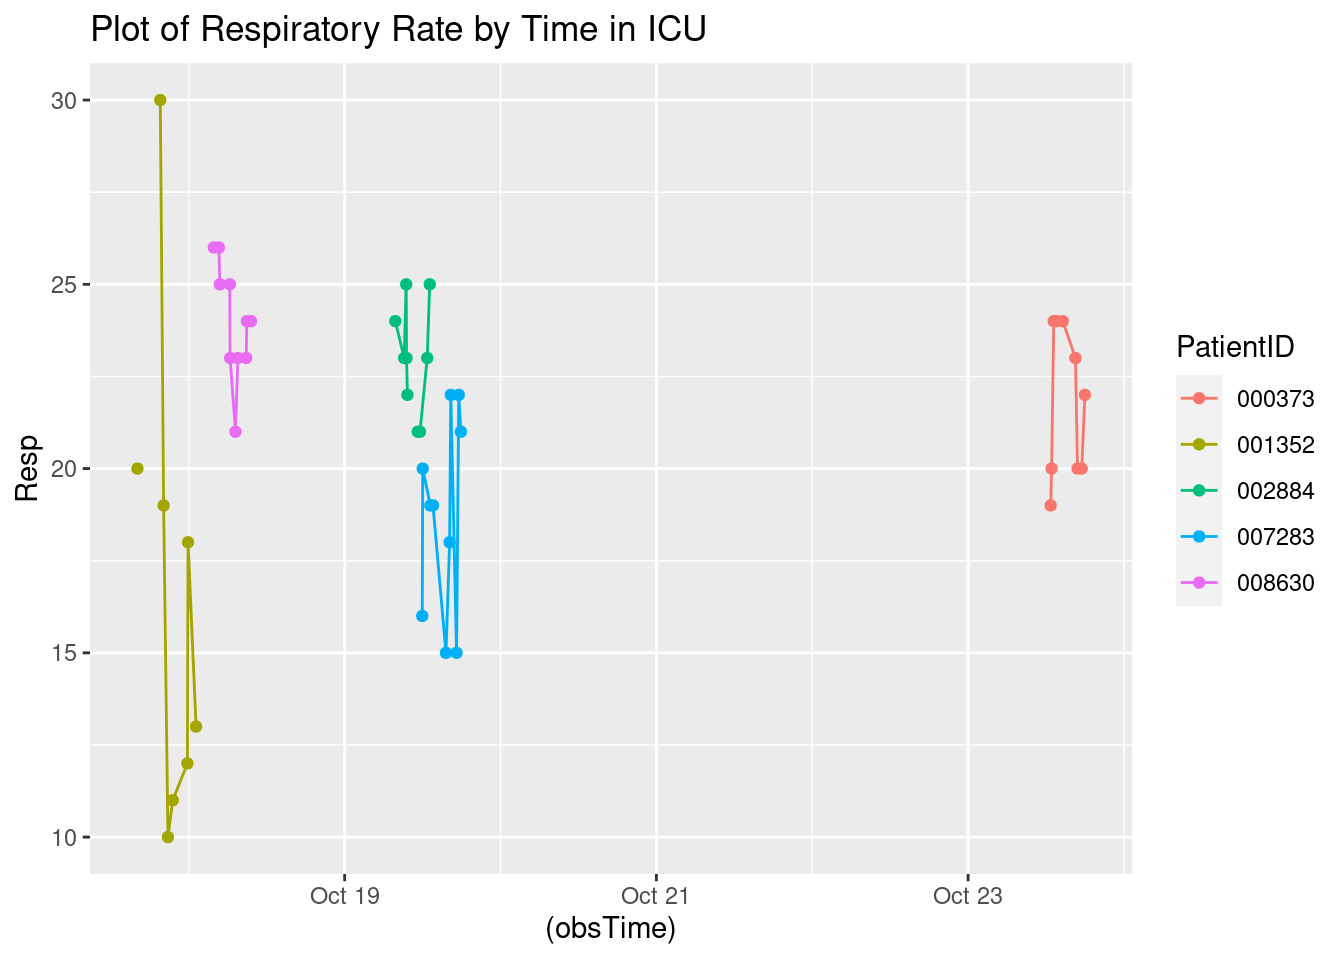 Plot of Respiratory Rate by Time in ICU
30
25
20
15
10
Resp
Oct 19
Oct 21
Oct 23
(obsTime)
PatientID
000373
001352
002884
007283
008630